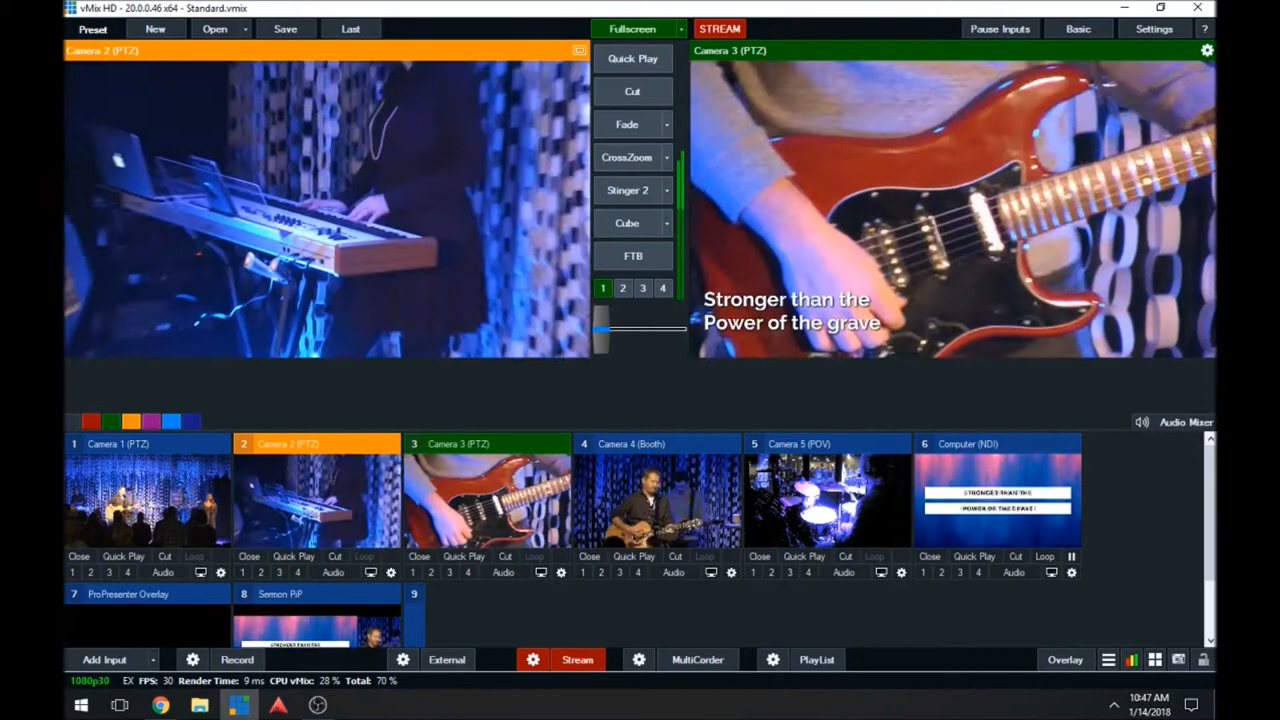 vMix HD - 20.0.0.46 x64 - Standard.vmix
Preset New Open Save Last Fullscreen STREAM Pause Inputs Basic Settings ?
Camera 2 (PTZ)
Camera 3 (PTZ)
Quick Play
Cut
Fade
CrossZoom
Stinger 2
Cube
FTB
1 2 3 4
Stronger than the
Power of the grave
Audio Mixer
1 Camera 1 (PTZ) 2 Camera 2 (PTZ) 3 Camera 3 (PTZ) 4 Camera 4 (Booth) 5 Camera 5 (POV) 6 Computer (NDI)
STRONGER THAN THE
POWER OF THE GRAVE
Close Quick Play Cut Loop Close Quick Play Cut Loop Close Quick Play Cut Loop Close Quick Play Cut Loop Close Quick Play Cut Loop Close Quick Play Cut Loop
1 2 3 4 Audio 1 2 3 4 Audio 1 2 3 4 Audio 1 2 3 4 Audio 1 2 3 4 Audio 1 2 3 4 Audio
7 ProPresenter Overlay 8 Sermon PiP 9
STRONGER THAN THE
Add Input Record External Stream MultiCorder PlayList Overlay
1080p30 EX FPS: 30 Render Time: 9 ms CPU vMix: 28 % Total: 70 %
10:47 AM
1/14/2018